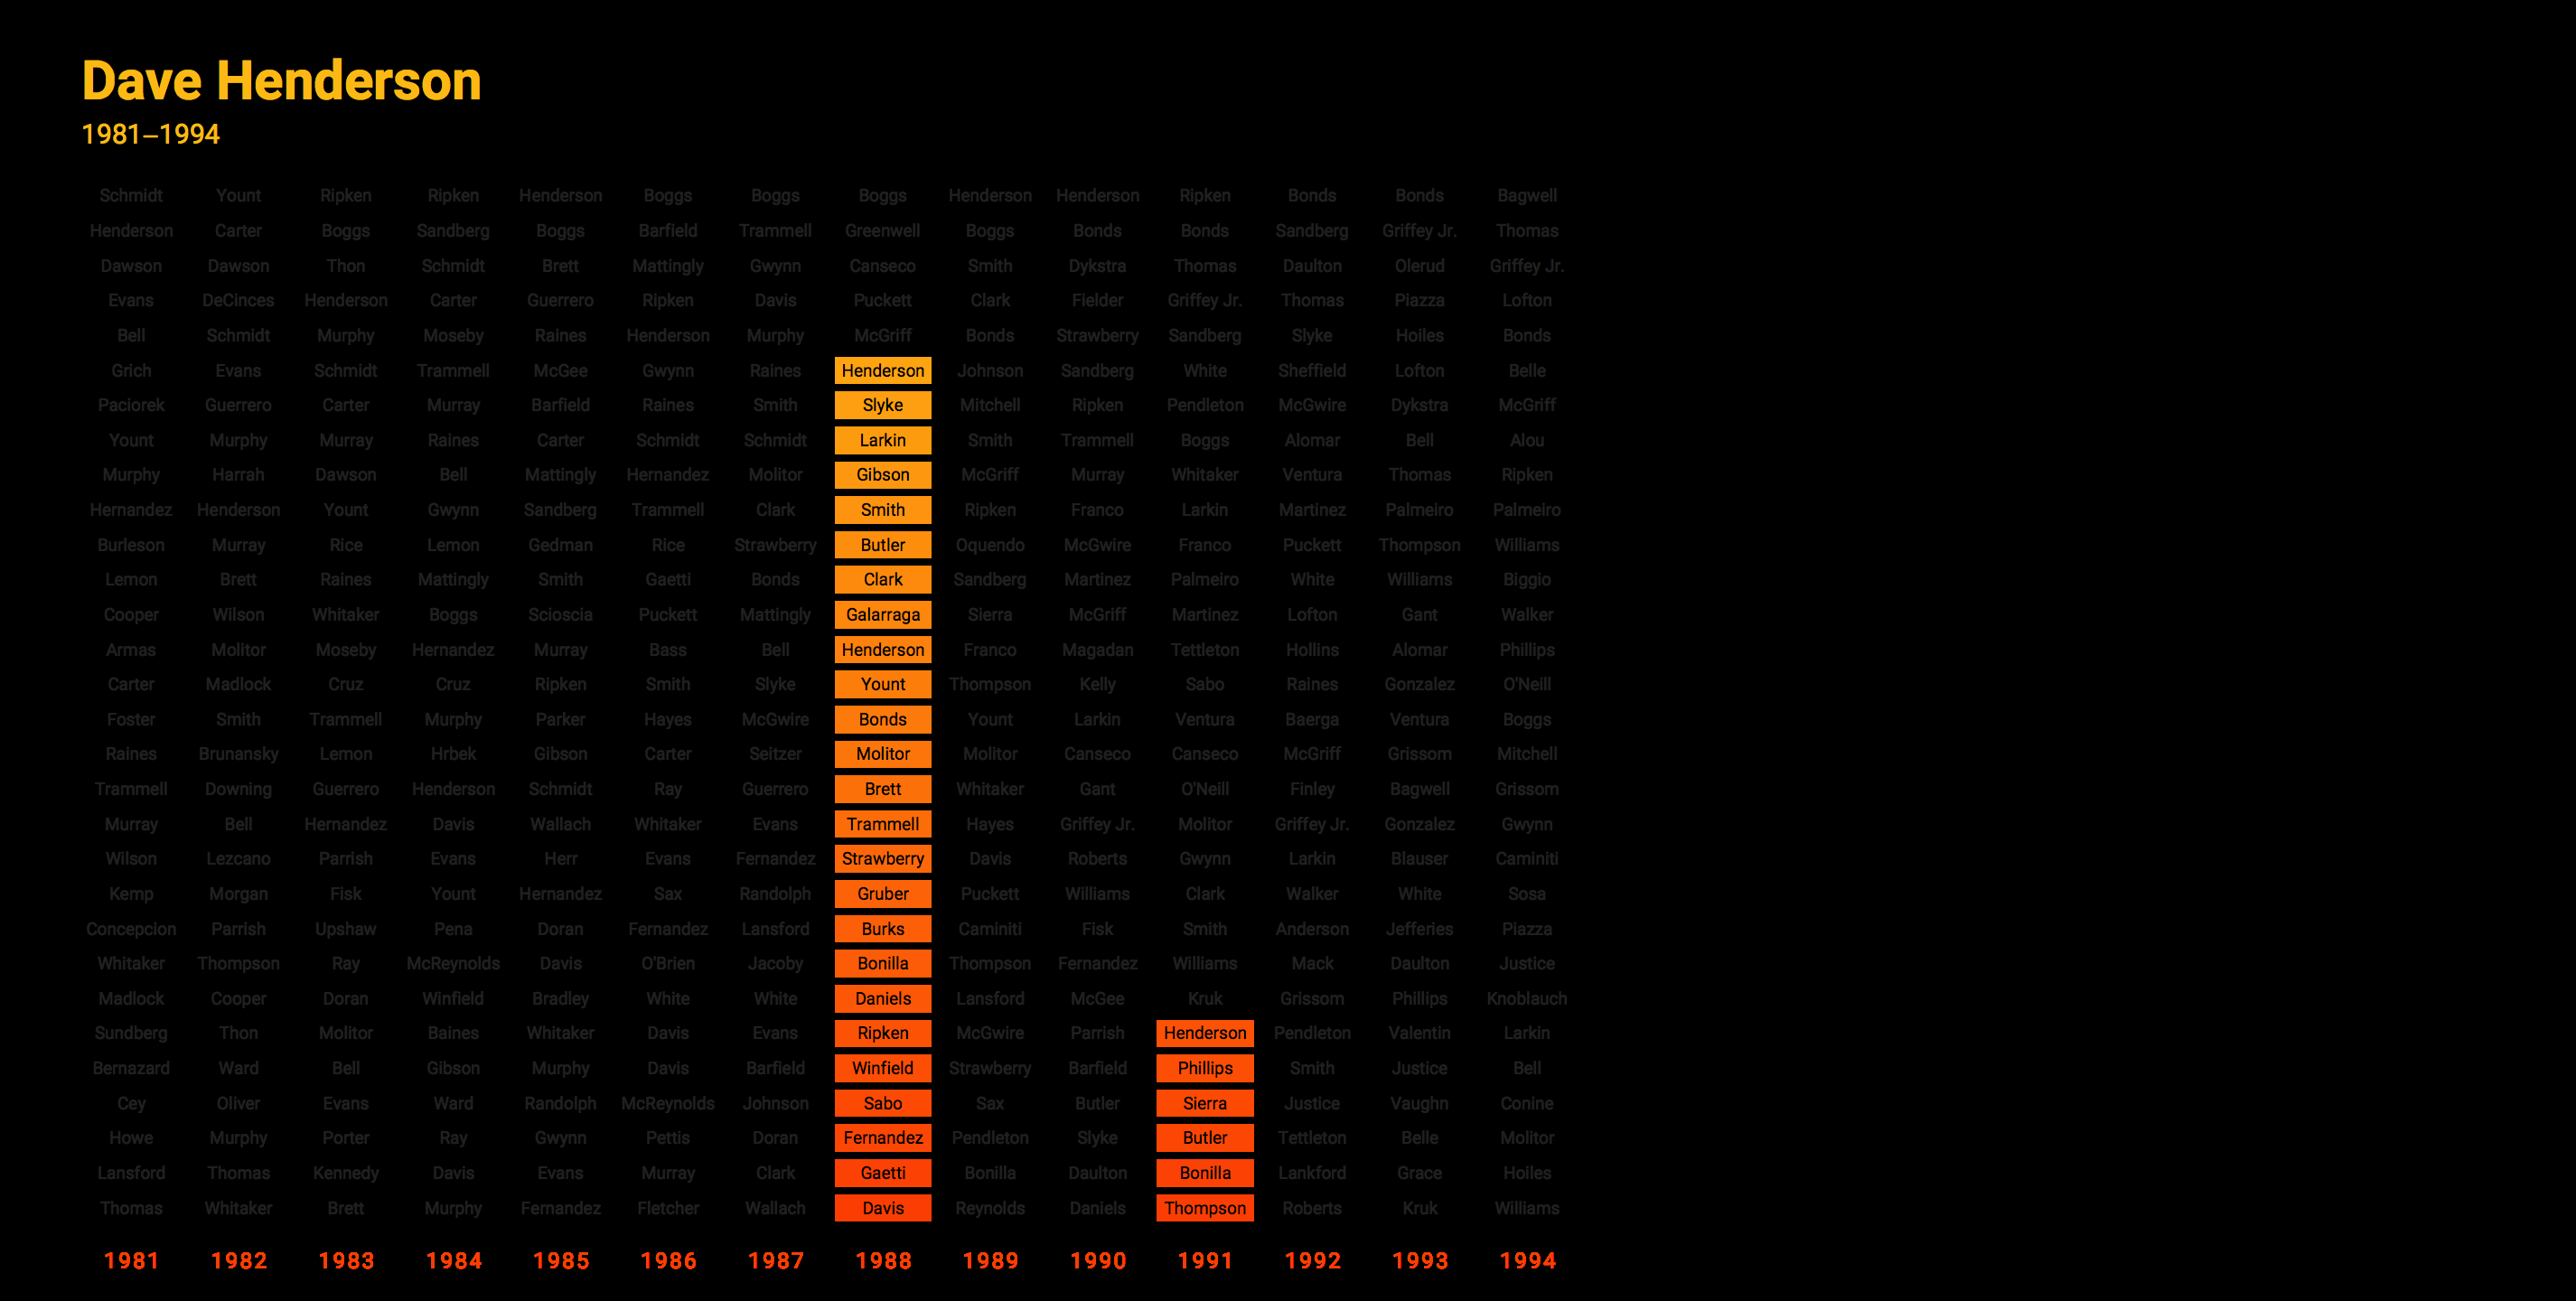 Dave Henderson
1981–1994
Schmidt Yount Ripken Ripken Henderson Boggs Boggs Boggs Henderson Henderson Ripken Bonds Bonds Bagwell
Henderson Carter Boggs Sandberg Boggs Barfield Trammell Greenwell Boggs Bonds Bonds Sandberg Griffey Jr. Thomas
Dawson Dawson Thon Schmidt Brett Mattingly Gwynn Canseco Smith Dykstra Thomas Daulton Olerud Griffey Jr.
Evans DeCinces Henderson Carter Guerrero Ripken Davis Puckett Clark Fielder Griffey Jr. Thomas Piazza Lofton
Bell Schmidt Murphy Moseby Raines Henderson Murphy McGriff Bonds Strawberry Sandberg Slyke Hoiles Bonds
Grich Evans Schmidt Trammell McGee Gwynn Raines Henderson Johnson Sandberg White Sheffield Lofton Belle
Paciorek Guerrero Carter Murray Barfield Raines Smith Slyke Mitchell Ripken Pendleton McGwire Dykstra McGriff
Yount Murphy Murray Raines Carter Schmidt Schmidt Larkin Smith Trammell Boggs Alomar Bell Alou
Murphy Harrah Dawson Bell Mattingly Hernandez Molitor Gibson McGriff Murray Whitaker Ventura Thomas Ripken
Hernandez Henderson Yount Gwynn Sandberg Trammell Clark Smith Ripken Franco Larkin Martinez Palmeiro Palmeiro
Burleson Murray Rice Lemon Gedman Rice Strawberry Butler Oquendo McGwire Franco Puckett Thompson Williams
Lemon Brett Raines Mattingly Smith Gaetti Bonds Clark Sandberg Martinez Palmeiro White Williams Biggio
Cooper Wilson Whitaker Boggs Scioscia Puckett Mattingly Galarraga Sierra McGriff Martinez Lofton Gant Walker
Armas Molitor Moseby Hernandez Murray Bass Bell Henderson Franco Magadan Tettleton Hollins Alomar Phillips
Carter Madlock Cruz Cruz Ripken Smith Slyke Yount Thompson Kelly Sabo Raines Gonzalez O'Neill
Foster Smith Trammell Murphy Parker Hayes McGwire Bonds Yount Larkin Ventura Baerga Ventura Boggs
Raines Brunansky Lemon Hrbek Gibson Carter Seitzer Molitor Molitor Canseco Canseco McGriff Grissom Mitchell
Trammell Downing Guerrero Henderson Schmidt Ray Guerrero Brett Whitaker Gant O'Neill Finley Bagwell Grissom
Murray Bell Hernandez Davis Wallach Whitaker Evans Trammell Hayes Griffey Jr. Molitor Griffey Jr. Gonzalez Gwynn
Wilson Lezcano Parrish Evans Herr Evans Fernandez Strawberry Davis Roberts Gwynn Larkin Blauser Caminiti
Kemp Morgan Fisk Yount Hernandez Sax Randolph Gruber Puckett Williams Clark Walker White Sosa
Concepcion Parrish Upshaw Pena Doran Fernandez Lansford Burks Caminiti Fisk Smith Anderson Jefferies Piazza
Whitaker Thompson Ray McReynolds Davis O'Brien Jacoby Bonilla Thompson Fernandez Williams Mack Daulton Justice
Madlock Cooper Doran Winfield Bradley White White Daniels Lansford McGee Kruk Grissom Phillips Knoblauch
Sundberg Thon Molitor Baines Whitaker Davis Evans Ripken McGwire Parrish Henderson Pendleton Valentin Larkin
Bernazard Ward Bell Gibson Murphy Davis Barfield Winfield Strawberry Barfield Phillips Smith Justice Bell
Cey Oliver Evans Ward Randolph McReynolds Johnson Sabo Sax Butler Sierra Justice Vaughn Conine
Howe Murphy Porter Ray Gwynn Pettis Doran Fernandez Pendleton Slyke Butler Tettleton Belle Molitor
Lansford Thomas Kennedy Davis Evans Murray Clark Gaetti Bonilla Daulton Bonilla Lankford Grace Hoiles
Thomas Whitaker Brett Murphy Fernandez Fletcher Wallach Davis Reynolds Daniels Thompson Roberts Kruk Williams
1981 1982 1983 1984 1985 1986 1987 1988 1989 1990 1991 1992 1993 1994